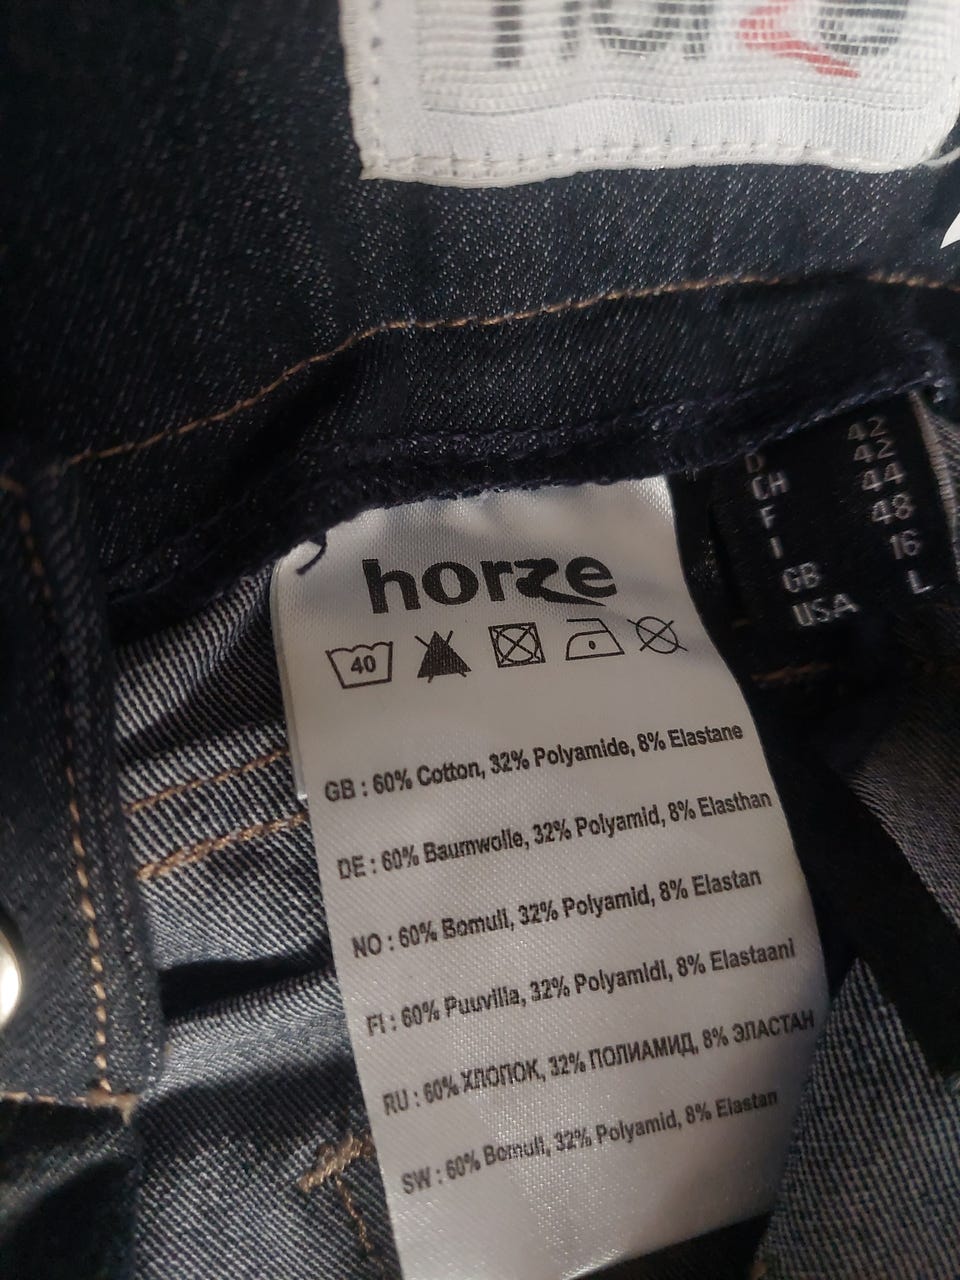 horze
D 42
CH 42
F 44
I 48
GB 16
USA L
horze
40
GB : 60% Cotton, 32% Polyamide, 8% Elastane
DE : 60% Baumwolle, 32% Polyamid, 8% Elasthan
NO : 60% Bomull, 32% Polyamid, 8% Elastan
FI : 60% Puuvilla, 32% Polyamidi, 8% Elastaani
RU : 60% ХЛОПОК, 32% ПОЛИАМИД, 8% ЭЛАСТАН
SW : 60% Bomull, 32% Polyamid, 8% Elastan